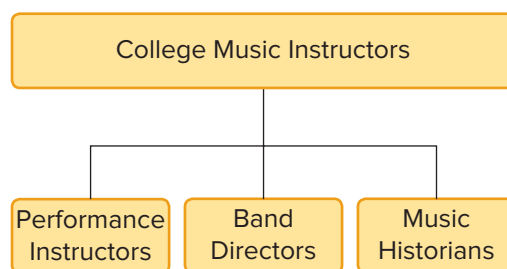 College Music Instructors
Performance
Instructors
Band
Directors
Music
Historians